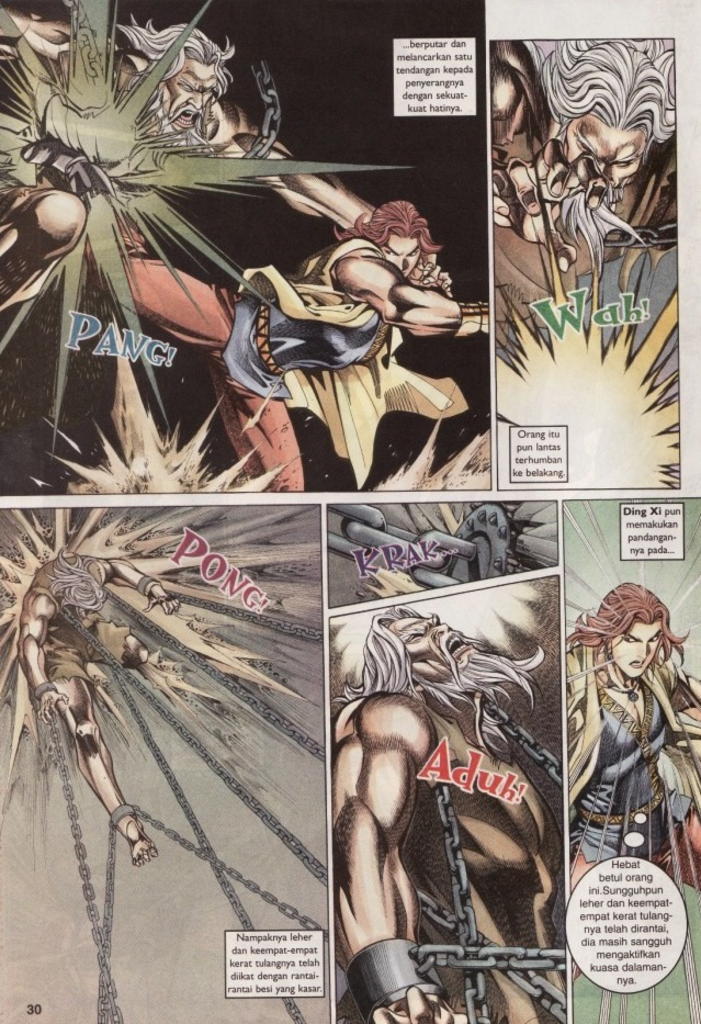 ...berputar dan
melancarkan satu
tendangan kepada
penyerangnya
dengan sekuat-
kuat hatinya.
PANG!
Wah!
Orang itu
pun lantas
terhumban
ke belakang.
PONG!
Nampaknya leher
dan keempat-empat
kerat tulangnya telah
diikat dengan rantai-
rantai besi yang kasar.
KRAK...
Aduh!
Ding Xi pun
memakukan
pandangan-
nya pada...
Hebat
betul orang
ini.Sungguhpun
leher dan keempat-
empat kerat tulang-
nya telah dirantai,
dia masih sangguh
mengaktifkan
kuasa dalaman-
nya.
30